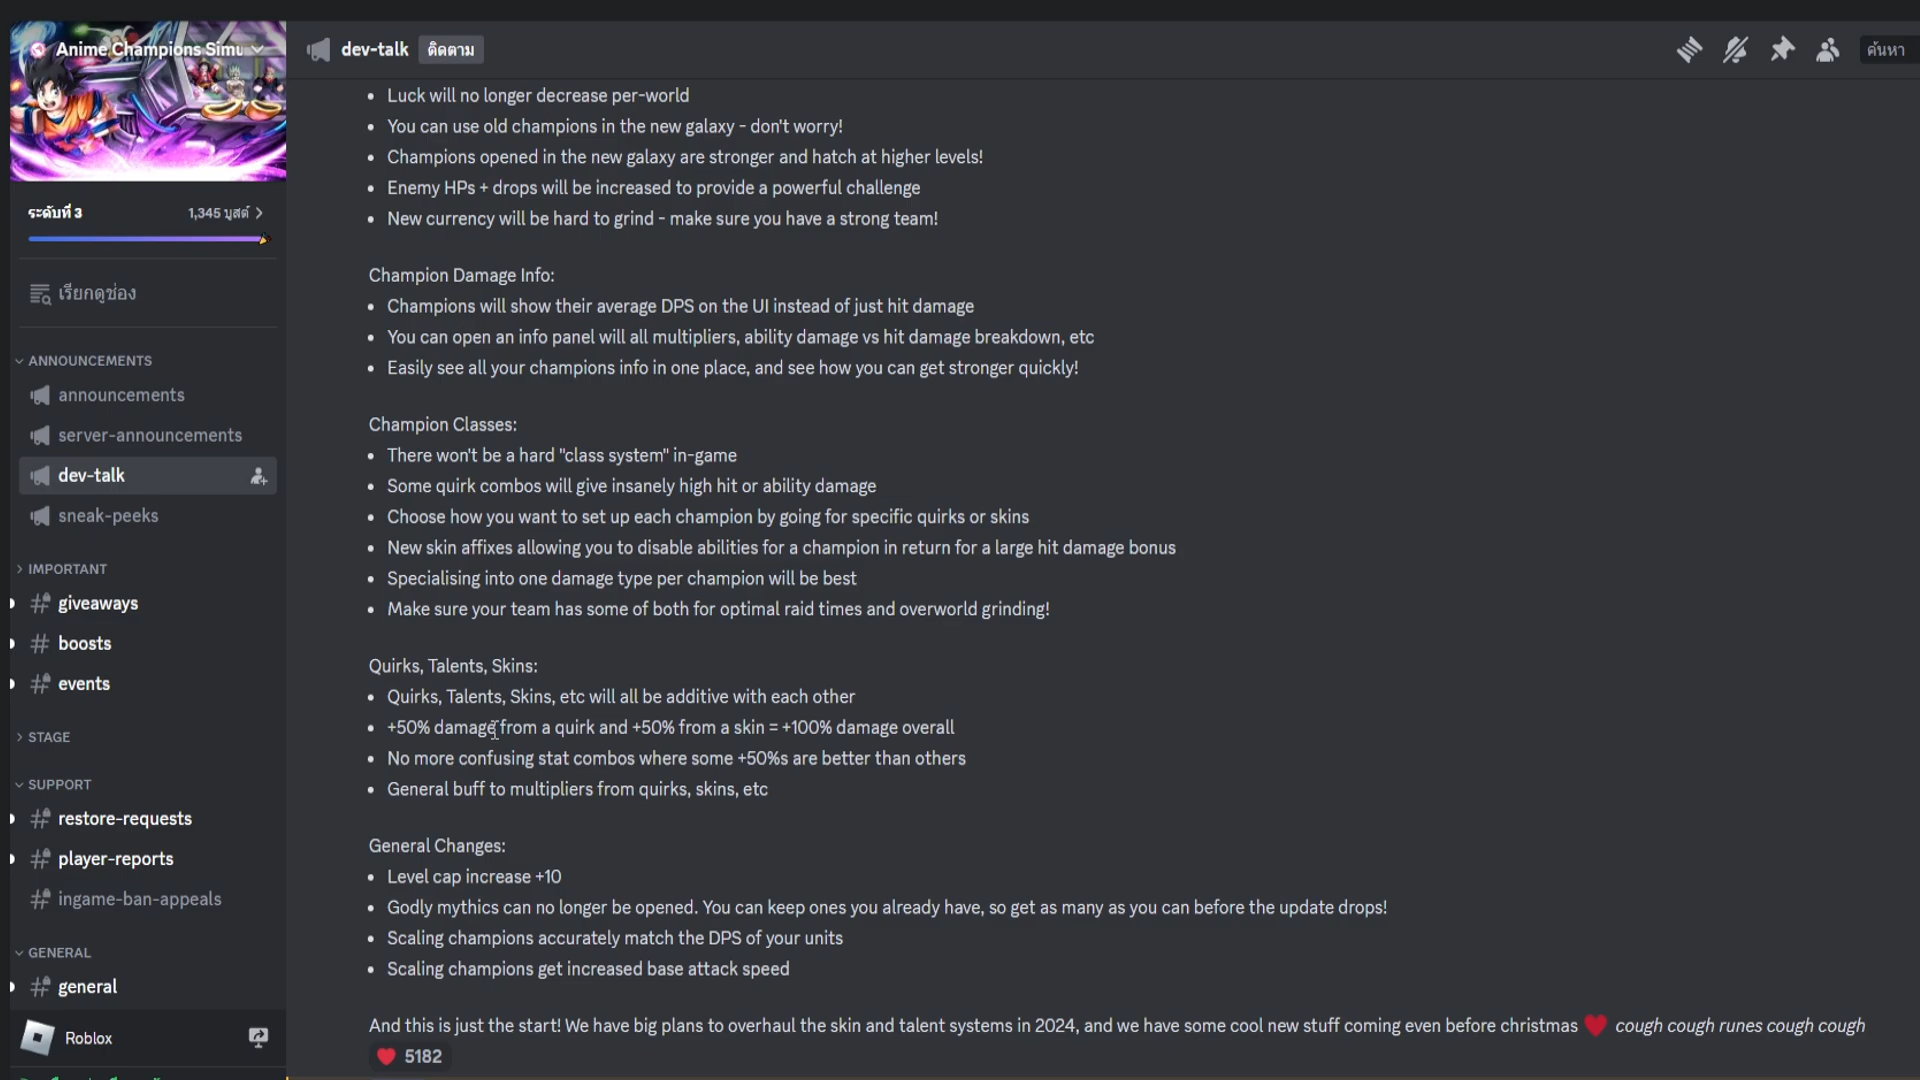 Anime Champions Simu
ระดับที่ 3
1,345 บูสต์
เรียกดูช่อง
ANNOUNCEMENTS
announcements
server-announcements
dev-talk
sneak-peeks
IMPORTANT
giveaways
boosts
events
STAGE
SUPPORT
restore-requests
player-reports
ingame-ban-appeals
GENERAL
general
Roblox
dev-talk
ติดตาม
ค้นหา
Luck will no longer decrease per-world
You can use old champions in the new galaxy - don't worry!
Champions opened in the new galaxy are stronger and hatch at higher levels!
Enemy HPs + drops will be increased to provide a powerful challenge
New currency will be hard to grind - make sure you have a strong team!
Champion Damage Info:
Champions will show their average DPS on the UI instead of just hit damage
You can open an info panel will all multipliers, ability damage vs hit damage breakdown, etc
Easily see all your champions info in one place, and see how you can get stronger quickly!
Champion Classes:
There won't be a hard "class system" in-game
Some quirk combos will give insanely high hit or ability damage
Choose how you want to set up each champion by going for specific quirks or skins
New skin affixes allowing you to disable abilities for a champion in return for a large hit damage bonus
Specialising into one damage type per champion will be best
Make sure your team has some of both for optimal raid times and overworld grinding!
Quirks, Talents, Skins:
Quirks, Talents, Skins, etc will all be additive with each other
+50% damage from a quirk and +50% from a skin = +100% damage overall
No more confusing stat combos where some +50%s are better than others
General buff to multipliers from quirks, skins, etc
General Changes:
Level cap increase +10
Godly mythics can no longer be opened. You can keep ones you already have, so get as many as you can before the update drops!
Scaling champions accurately match the DPS of your units
Scaling champions get increased base attack speed
And this is just the start! We have big plans to overhaul the skin and talent systems in 2024, and we have some cool new stuff coming even before christmas ❤️ cough cough runes cough cough
❤️ 5182